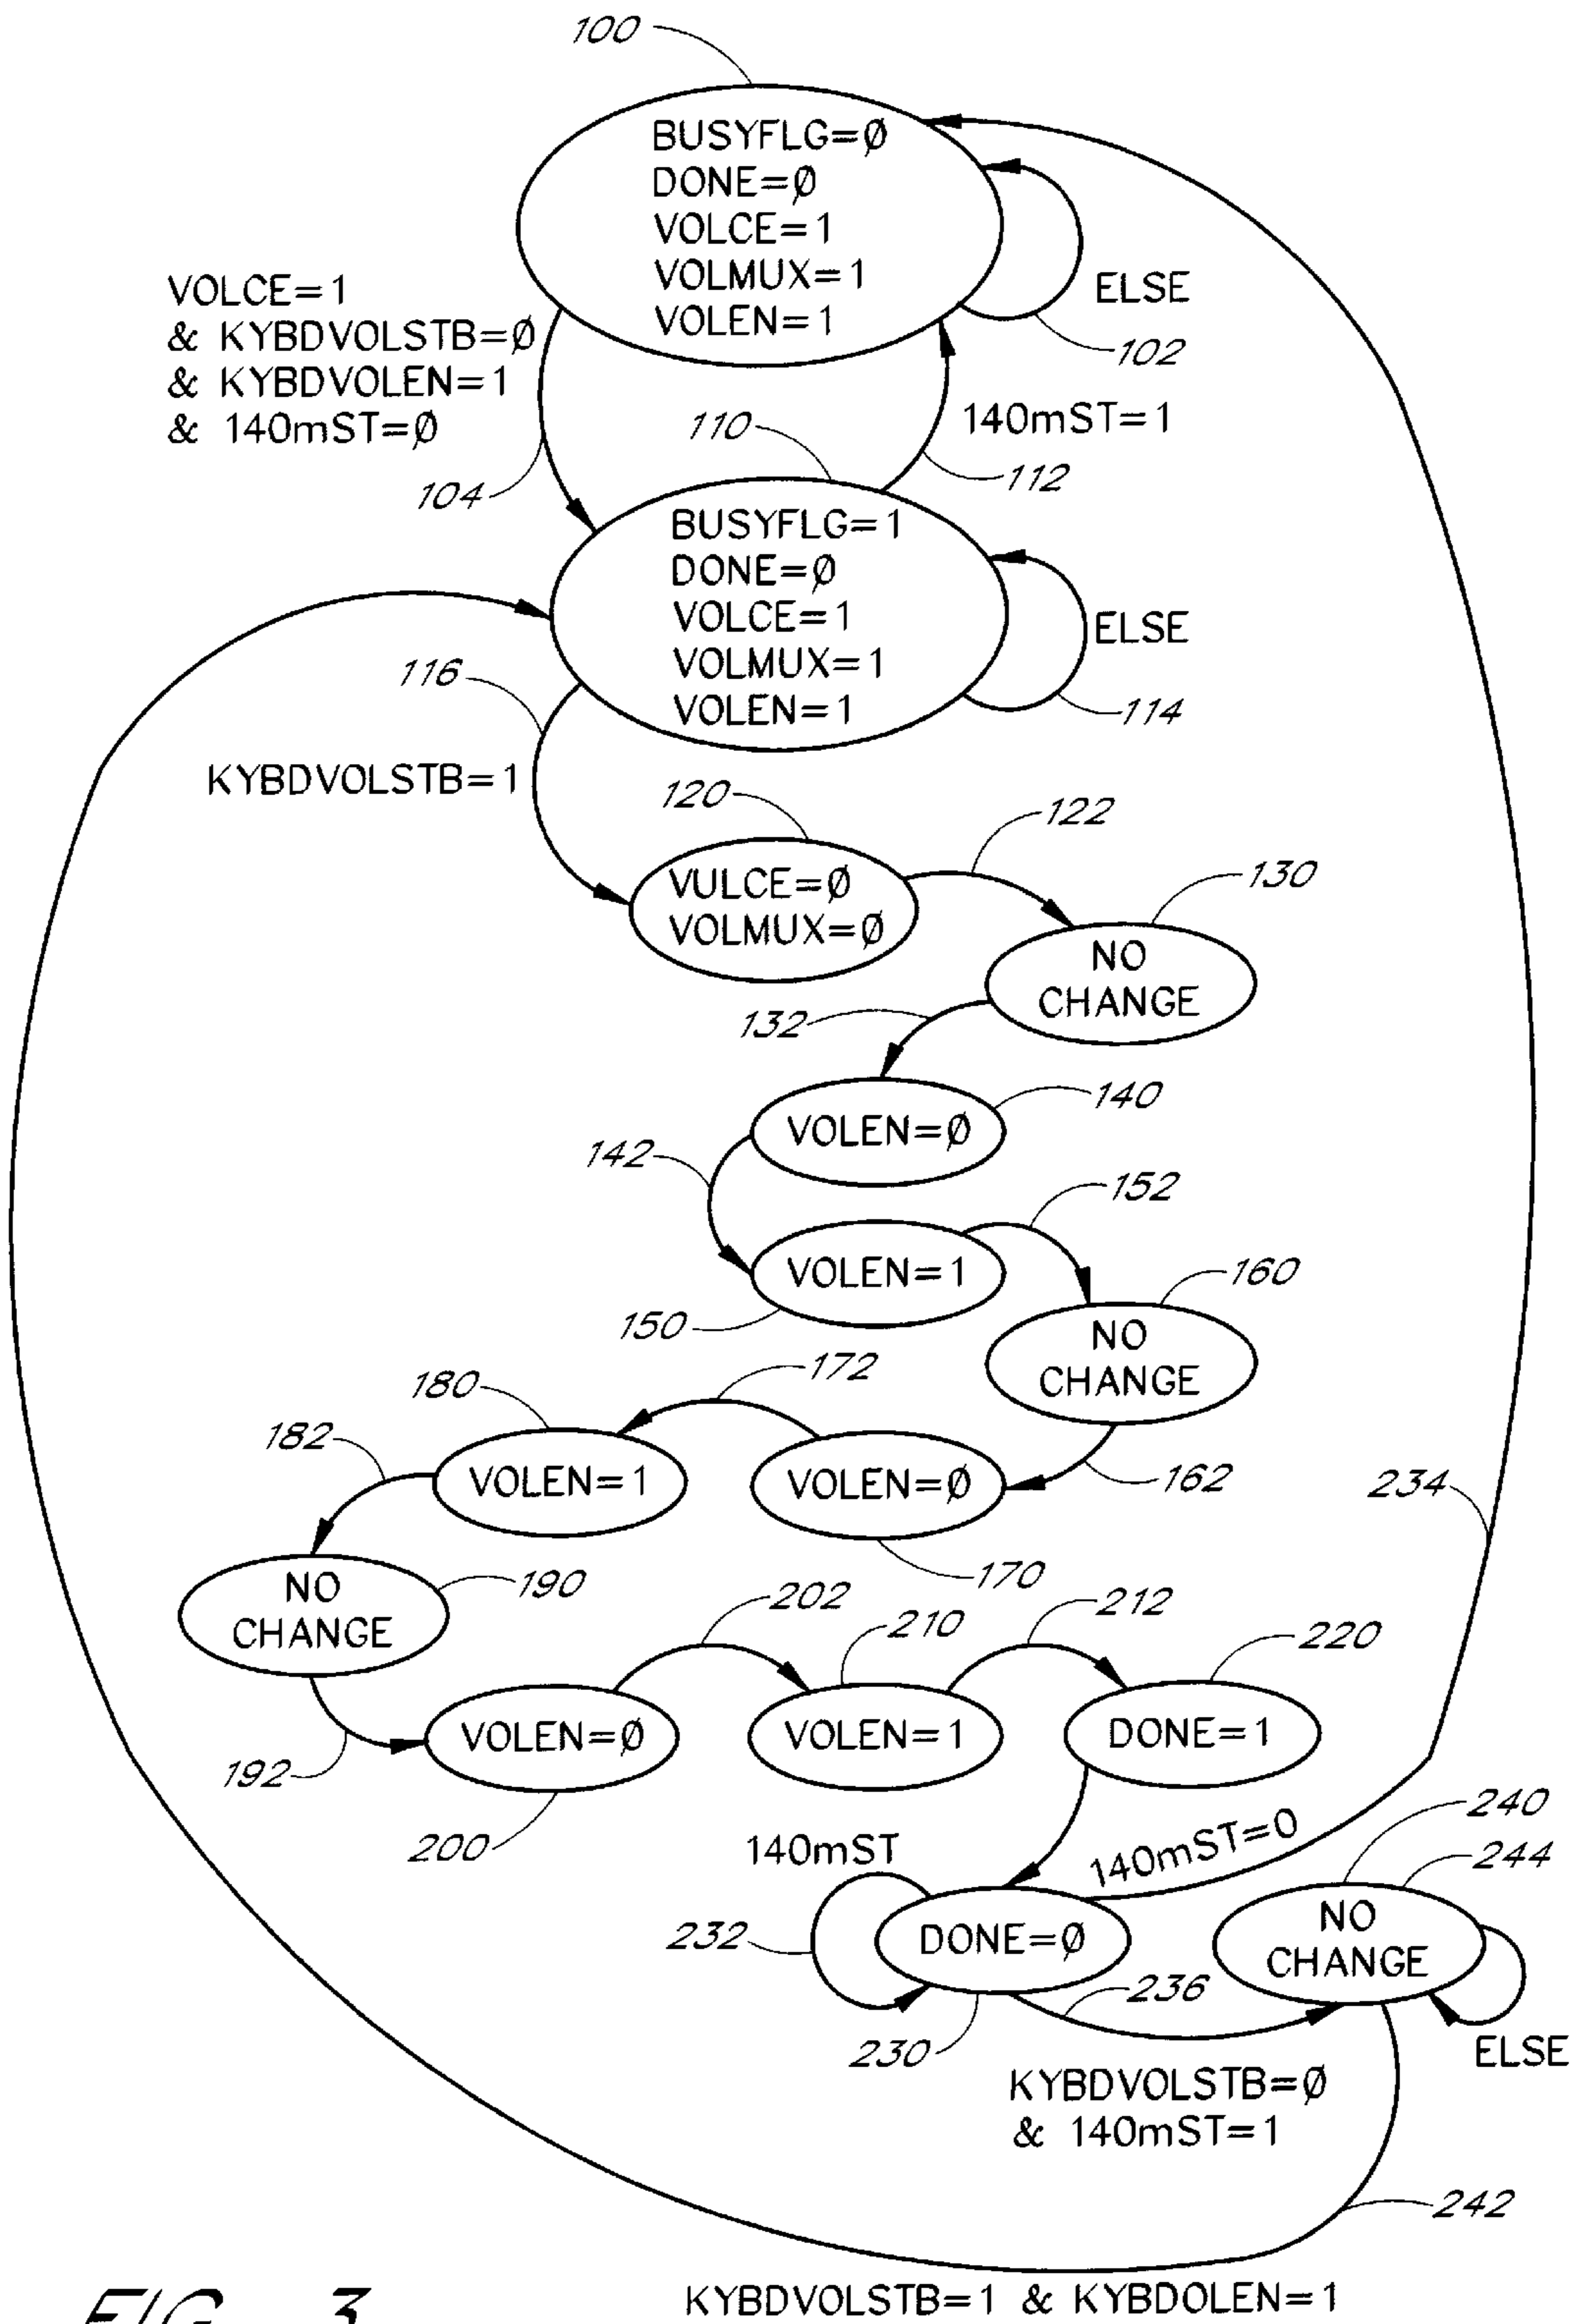 100
BUSYFLG=Ø
DONE=Ø
VOLCE=1
VOLMUX=1
VOLEN=1
ELSE
102
VOLCE=1
& KYBDVOLSTB=Ø
& KYBDVOLEN=1
& 140mST=Ø
104
110
140mST=1
112
BUSYFLG=1
DONE=Ø
VOLCE=1
VOLMUX=1
VOLEN=1
ELSE
114
116
KYBDVOLSTB=1
120
122
VULCE=Ø
VOLMUX=Ø
130
NO
CHANGE
132
140
VOLEN=Ø
142
152
VOLEN=1
150
160
NO
CHANGE
172
180
182
VOLEN=1
VOLEN=Ø
162
234
170
190
NO
CHANGE
202
210
212
220
192
VOLEN=Ø
VOLEN=1
DONE=1
200
140mST
140mST=0
240
244
232
DONE=Ø
NO
CHANGE
236
230
ELSE
KYBDVOLSTB=Ø
& 140mST=1
242
KYBDVOLSTB=1 & KYBDOLEN=1
FIG. 3